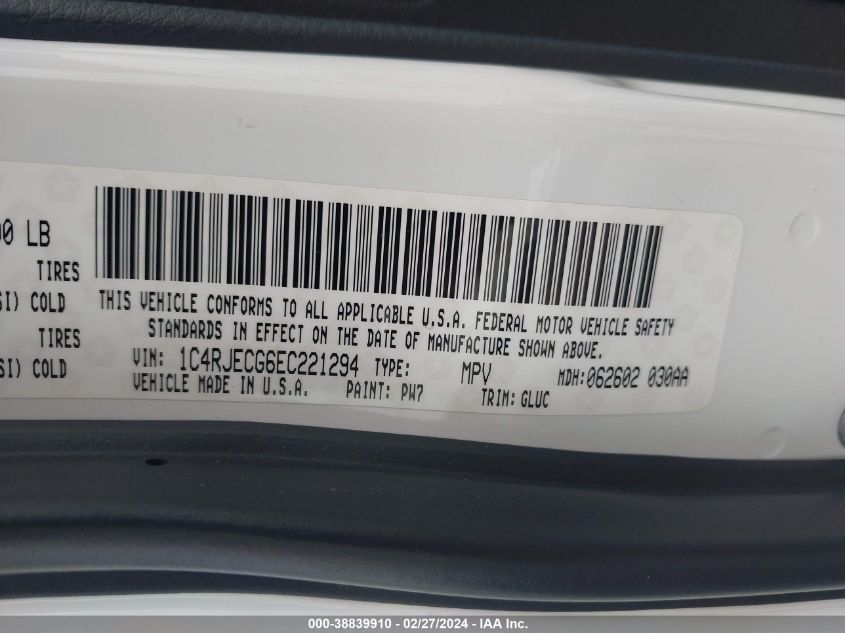 00 LB
TIRES
SI) COLD
TIRES
SI) COLD
THIS VEHICLE CONFORMS TO ALL APPLICABLE U.S.A. FEDERAL MOTOR VEHICLE SAFETY
STANDARDS IN EFFECT ON THE DATE OF MANUFACTURE SHOWN ABOVE.
VIN: 1C4RJECG6EC221294 TYPE: MPV MDH:062602 030AA
VEHICLE MADE IN U.S.A. PAINT: PW7 TRIM: GLUC
000-38839910 - 02/27/2024 - IAA Inc.